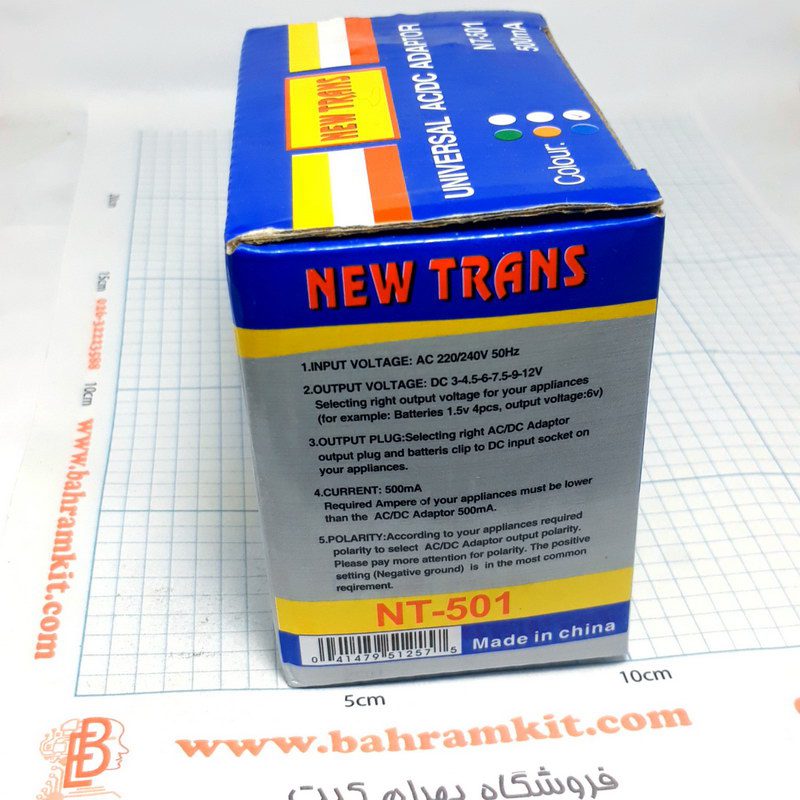 NEW TRANS
UNIVERSAL AC/DC ADAPTOR
NT-501
500mA
Colour.
NEW TRANS
1.INPUT VOLTAGE: AC 220/240V 50Hz
2.OUTPUT VOLTAGE: DC 3-4.5-6-7.5-9-12V
Selecting right output voltage for your appliances
(for example: Batteries 1.5v 4pcs, output voltage:6v)
3.OUTPUT PLUG:Selecting right AC/DC Adaptor
output plug and batteris clip to DC input socket on
your appliances.
4.CURRENT: 500mA
Required Ampere of your appliances must be lower
than the AC/DC Adaptor 500mA.
5.POLARITY:According to your appliances required
polarity to select AC/DC Adaptor output polarity.
Please pay more attention for polarity. The positive
setting (Negative ground) is in the most common
reqirement.
NT-501
0 41479 51257 5
Made in china
20cm
15cm
10cm
www.bahramkit.com
5cm
10cm
www.bahramkit.com
فروشگاه بهرام کیت